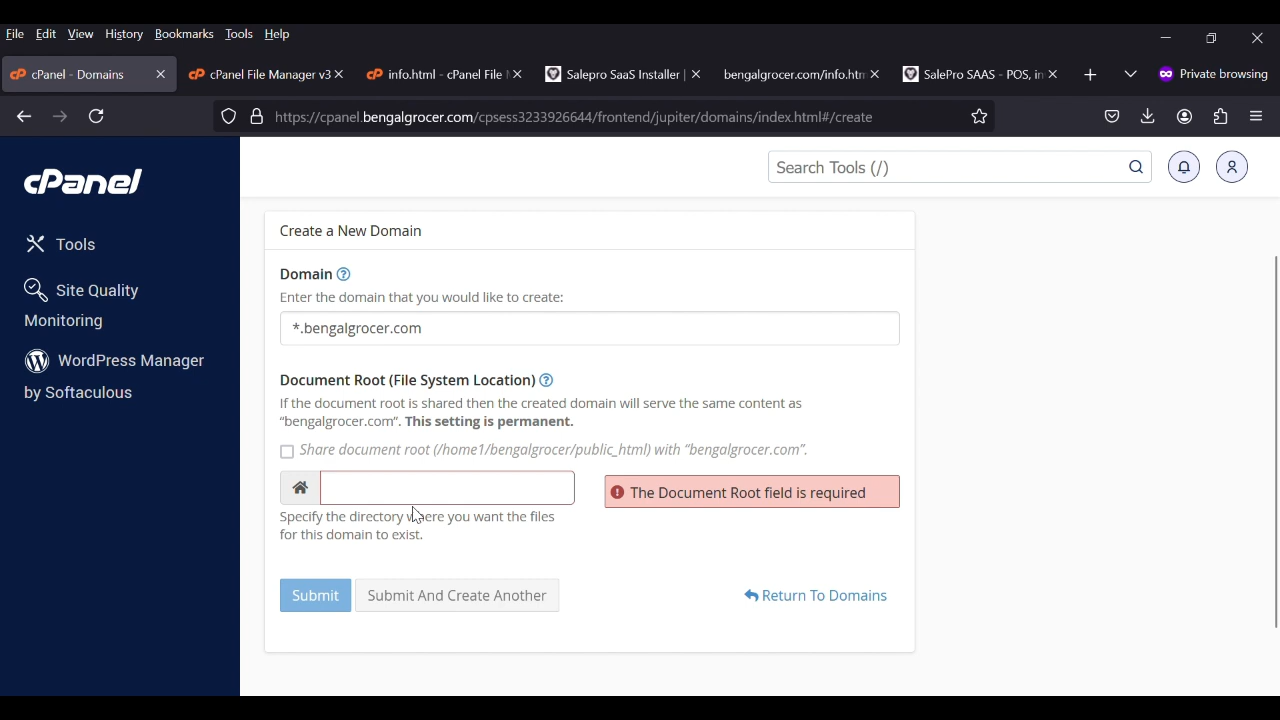 File Edit View History Bookmarks Tools Help
cPanel - Domains
cPanel File Manager v3
info.html - cPanel File
Salepro SaaS Installer |
bengalgrocer.com/info.htm
SalePro SAAS - POS, in
Private browsing
https://cpanel.bengalgrocer.com/cpsess3233926644/frontend/jupiter/domains/index.html#/create
cPanel
Search Tools (/)
Tools
Site Quality
Monitoring
WordPress Manager
by Softaculous
Create a New Domain
Domain
Enter the domain that you would like to create:
*.bengalgrocer.com
Document Root (File System Location)
If the document root is shared then the created domain will serve the same content as
“bengalgrocer.com”. This setting is permanent.
Share document root (/home1/bengalgrocer/public_html) with “bengalgrocer.com”.
The Document Root field is required
Specify the directory where you want the files
for this domain to exist.
Submit
Submit And Create Another
Return To Domains